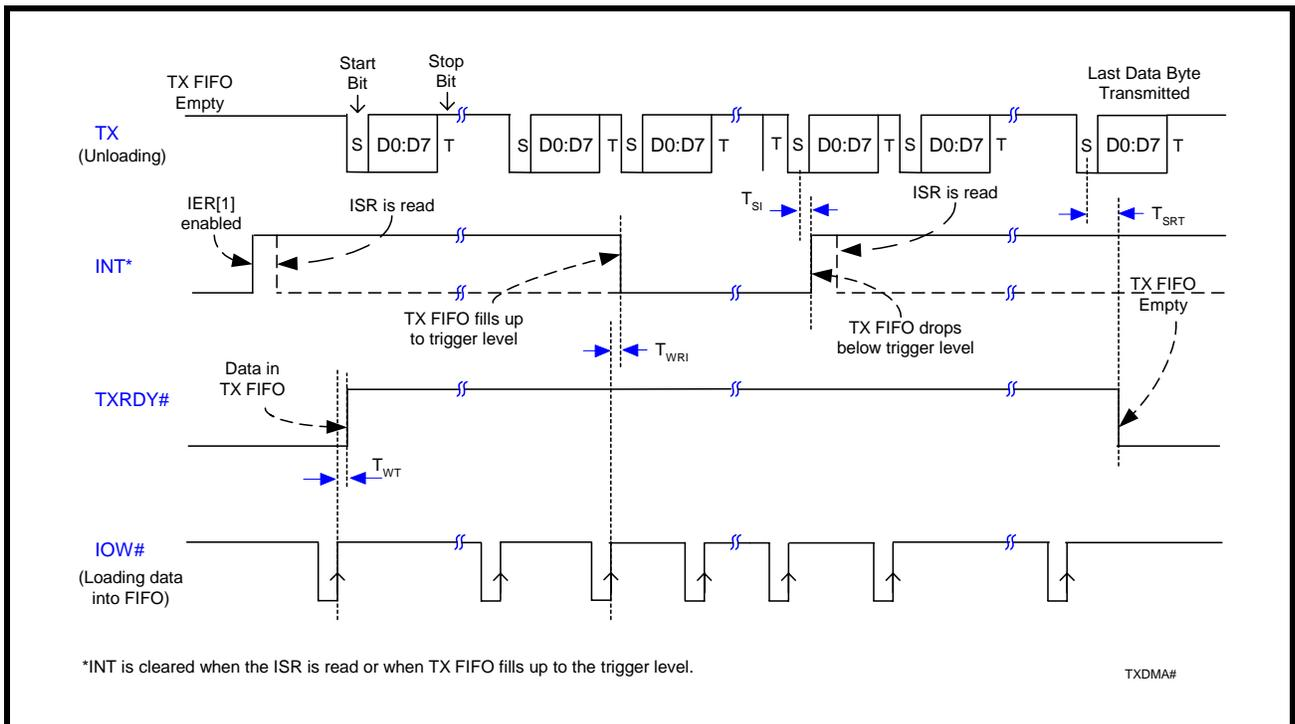 TX FIFO
Empty
Start
Bit
Stop
Bit
Last Data Byte
Transmitted
TX
(Unloading)
S D0:D7 T S D0:D7 T S D0:D7 T T S D0:D7 T S D0:D7 T S D0:D7 T
IER[1]
enabled
ISR is read
TSI
ISR is read
TSRT
INT*
TX FIFO fills up
to trigger level
TX FIFO drops
below trigger level
TX FIFO
Empty
TWRI
Data in
TX FIFO
TXRDY#
TWT
IOW#
(Loading data
into FIFO)
*INT is cleared when the ISR is read or when TX FIFO fills up to the trigger level.
TXDMA#